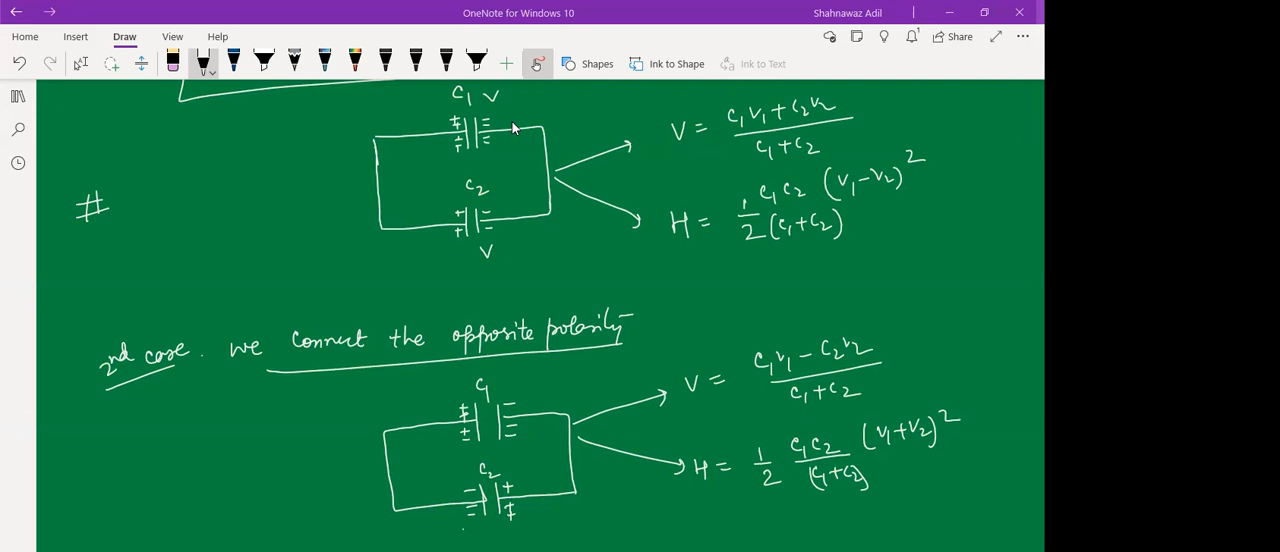 OneNote for Windows 10
Shahnawaz Adil
Home Insert Draw View Help
Share
Shapes Ink to Shape Ink to Text
C₁ V
V = C₁V₁ + C₂V₂ / C₁ + C₂
#
C₂
V
H = 1/2 C₁C₂/(C₁+C₂) (V₁ − V₂)²
2nd case. We connect the opposite polarity
C₁
V = C₁V₁ − C₂V₂ / C₁ + C₂
C₂
H = 1/2 C₁C₂/(C₁+C₂) (V₁+V₂)²